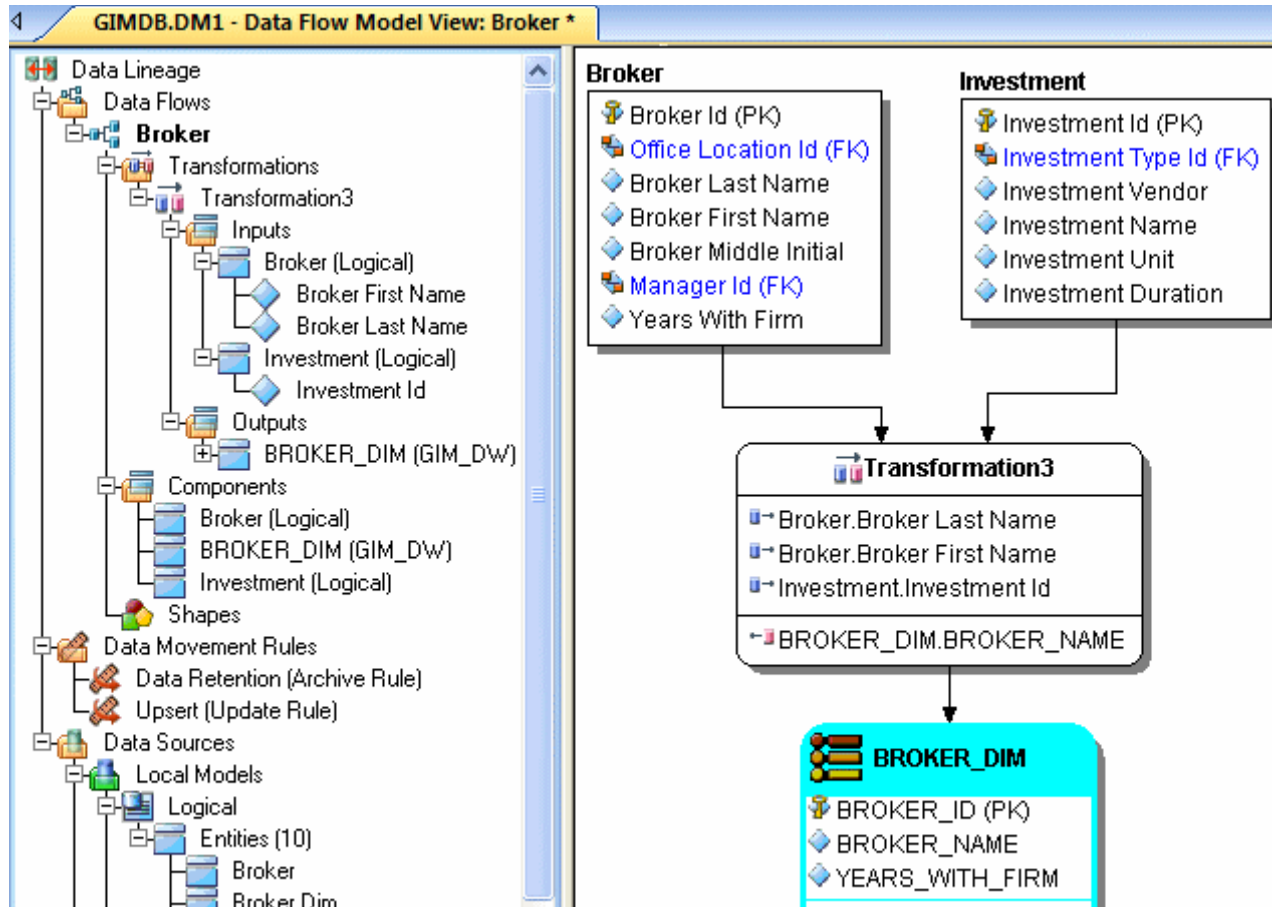 GIMDB.DM1 - Data Flow Model View: Broker *
Data Lineage
Data Flows
Broker
Transformations
Transformation3
Inputs
Broker (Logical)
Broker First Name
Broker Last Name
Investment (Logical)
Investment Id
Outputs
BROKER_DIM (GIM_DW)
Components
Broker (Logical)
BROKER_DIM (GIM_DW)
Investment (Logical)
Shapes
Data Movement Rules
Data Retention (Archive Rule)
Upsert (Update Rule)
Data Sources
Local Models
Logical
Entities (10)
Broker
Broker Dim
Broker
Broker Id (PK)
Office Location Id (FK)
Broker Last Name
Broker First Name
Broker Middle Initial
Manager Id (FK)
Years With Firm
Investment
Investment Id (PK)
Investment Type Id (FK)
Investment Vendor
Investment Name
Investment Unit
Investment Duration
Transformation3
Broker.Broker Last Name
Broker.Broker First Name
Investment.Investment Id
BROKER_DIM.BROKER_NAME
BROKER_DIM
BROKER_ID (PK)
BROKER_NAME
YEARS_WITH_FIRM